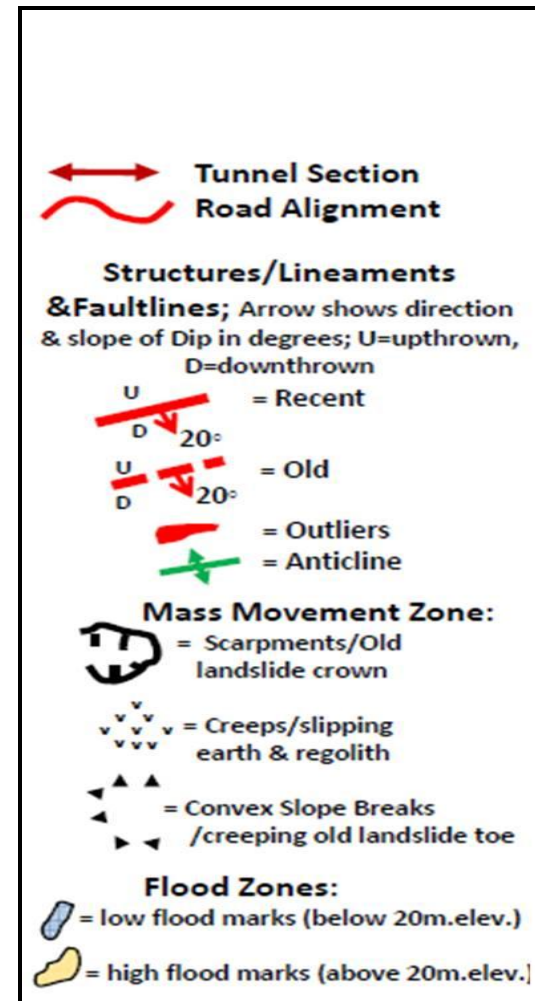 Tunnel Section
Road Alignment
Structures/Lineaments
&Faultlines; Arrow shows direction
& slope of Dip in degrees; U=upthrown,
D=downthrown
U
= Recent
D
20°
U
= Old
D
20°
= Outliers
= Anticline
Mass Movement Zone:
= Scarpments/Old
landslide crown
= Creeps/slipping
earth & regolith
= Convex Slope Breaks
/creeping old landslide toe
Flood Zones:
= low flood marks (below 20m.elev.)
= high flood marks (above 20m.elev.)